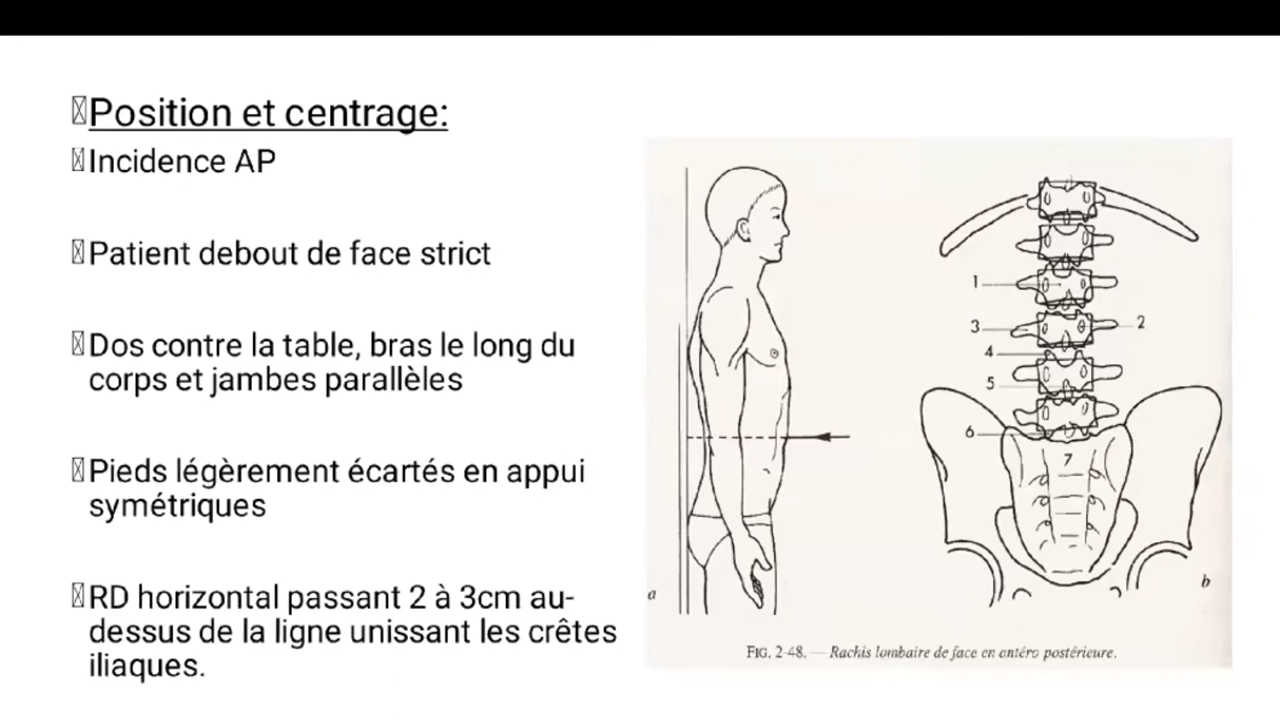 Position et centrage:
Incidence AP
Patient debout de face strict
Dos contre la table, bras le long du
corps et jambes parallèles
Pieds légèrement écartés en appui
symétriques
RD horizontal passant 2 à 3cm au-
dessus de la ligne unissant les crêtes
iliaques.
1
2
3
4
5
6
7
a
b
FIG. 2-48. — Rachis lombaire de face en antéro postérieure.